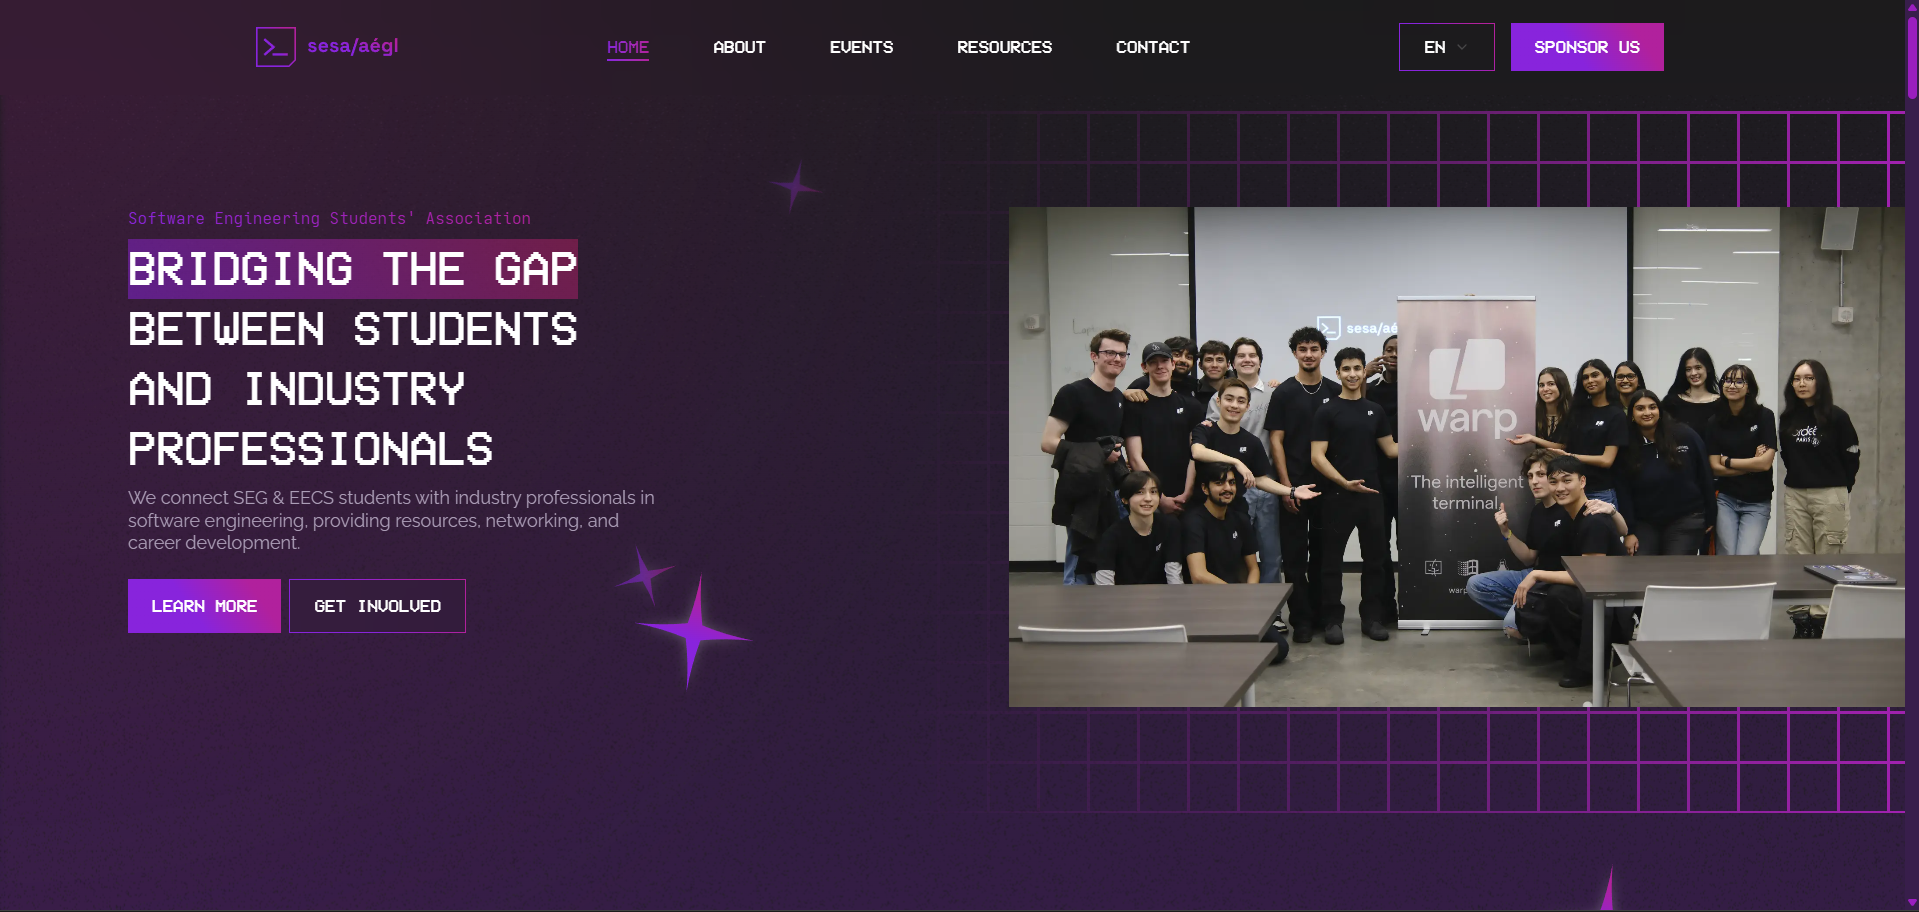 sesa/aégl
HOME
ABOUT
EVENTS
RESOURCES
CONTACT
EN
SPONSOR US
Software Engineering Students' Association
BRIDGING THE GAP
BETWEEN STUDENTS
AND INDUSTRY
PROFESSIONALS
We connect SEG & EECS students with industry professionals in
software engineering, providing resources, networking, and
career development.
LEARN MORE
GET INVOLVED
sesa/aé
warp
The intelligent
terminal.
warp
PARIS